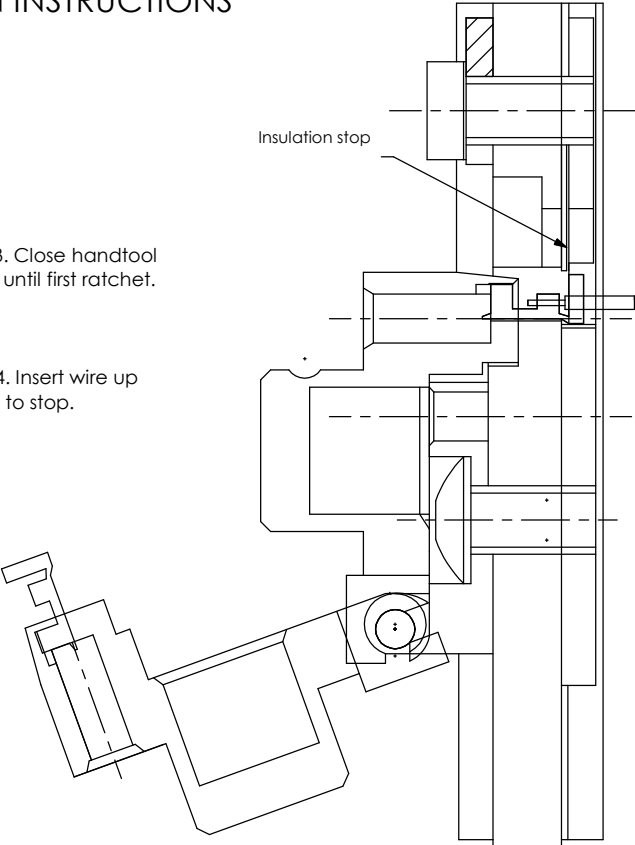 INSTRUCTIONS
Insulation stop
3. Close handtool
until first ratchet.
4. Insert wire up
to stop.